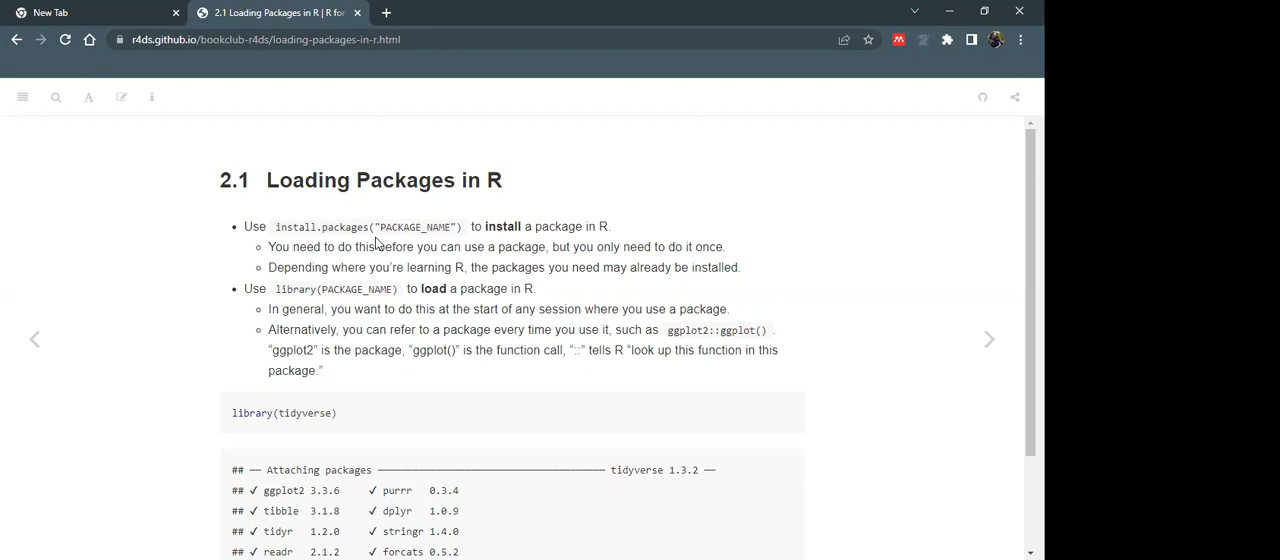 New Tab
2.1 Loading Packages in R | R for
r4ds.github.io/bookclub-r4ds/loading-packages-in-r.html
2.1 Loading Packages in R
Use install.packages("PACKAGE_NAME") to install a package in R.
You need to do this before you can use a package, but you only need to do it once.
Depending where you're learning R, the packages you need may already be installed.
Use library(PACKAGE_NAME) to load a package in R.
In general, you want to do this at the start of any session where you use a package.
Alternatively, you can refer to a package every time you use it, such as ggplot2::ggplot() .
“ggplot2” is the package, “ggplot()” is the function call, “::” tells R “look up this function in this
package.”
library(tidyverse)
## ── Attaching packages ─────────────────────────────────────── tidyverse 1.3.2 ──
## ✓ ggplot2 3.3.6 ✓ purrr 0.3.4
## ✓ tibble 3.1.8 ✓ dplyr 1.0.9
## ✓ tidyr 1.2.0 ✓ stringr 1.4.0
## ✓ readr 2.1.2 ✓ forcats 0.5.2